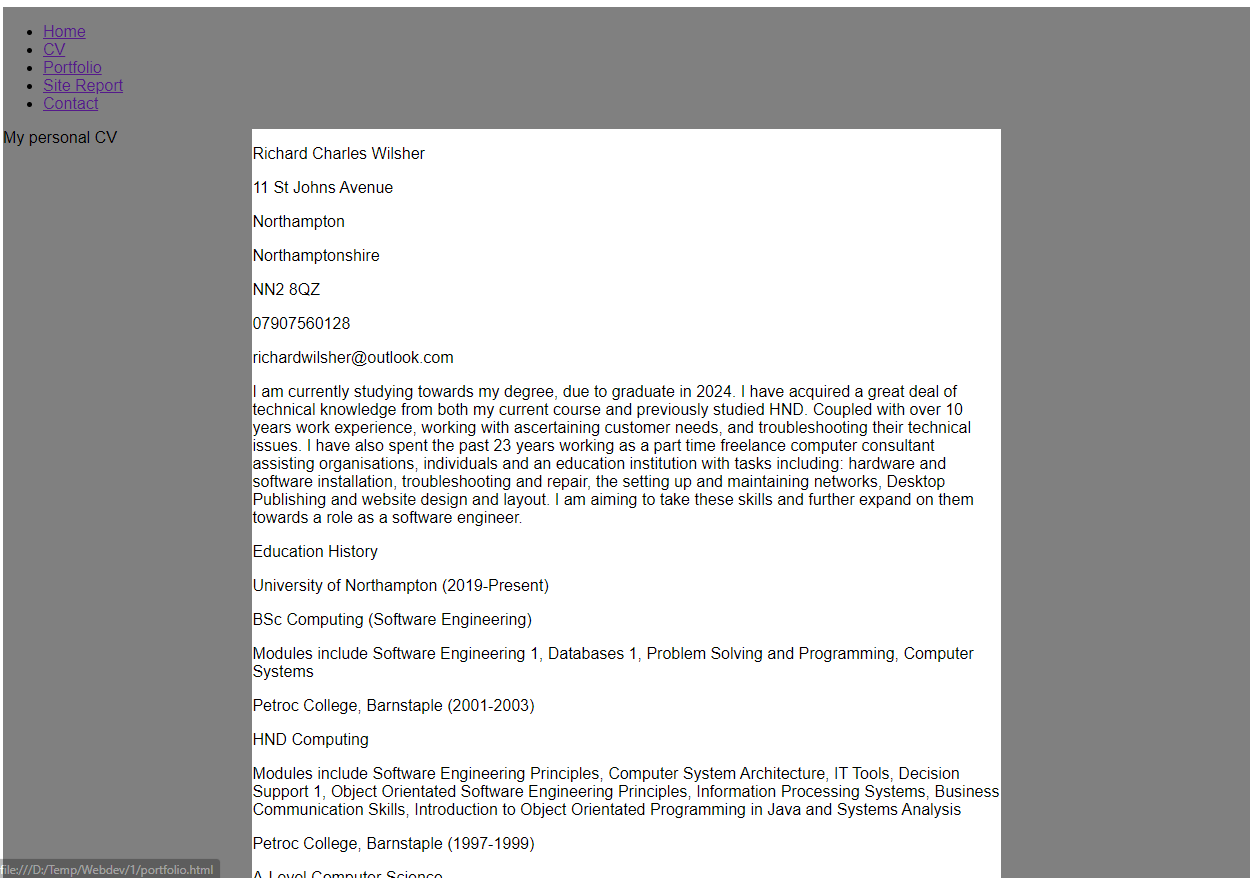 Home
CV
Portfolio
Site Report
Contact
My personal CV
Richard Charles Wilsher
11 St Johns Avenue
Northampton
Northamptonshire
NN2 8QZ
07907560128
richardwilsher@outlook.com
I am currently studying towards my degree, due to graduate in 2024. I have acquired a great deal of
technical knowledge from both my current course and previously studied HND. Coupled with over 10
years work experience, working with ascertaining customer needs, and troubleshooting their technical
issues. I have also spent the past 23 years working as a part time freelance computer consultant
assisting organisations, individuals and an education institution with tasks including: hardware and
software installation, troubleshooting and repair, the setting up and maintaining networks, Desktop
Publishing and website design and layout. I am aiming to take these skills and further expand on them
towards a role as a software engineer.
Education History
University of Northampton (2019-Present)
BSc Computing (Software Engineering)
Modules include Software Engineering 1, Databases 1, Problem Solving and Programming, Computer
Systems
Petroc College, Barnstaple (2001-2003)
HND Computing
Modules include Software Engineering Principles, Computer System Architecture, IT Tools, Decision
Support 1, Object Orientated Software Engineering Principles, Information Processing Systems, Business
Communication Skills, Introduction to Object Orientated Programming in Java and Systems Analysis
Petroc College, Barnstaple (1997-1999)
A-Level Computer Science
file:///D:/Temp/Webdev/1/portfolio.html